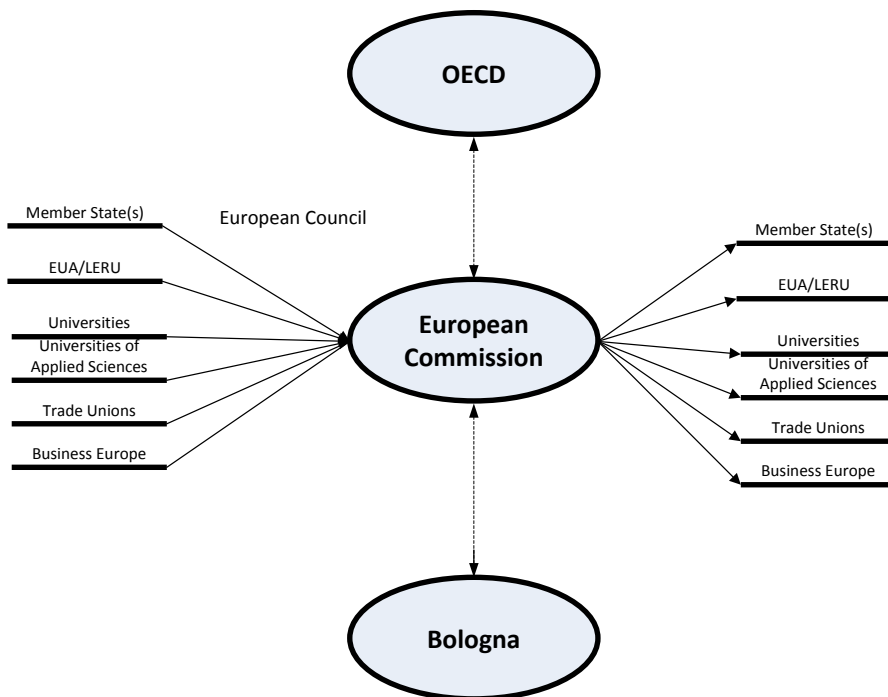 OECD
European Council
Member State(s)
EUA/LERU
Universities
Universities of
Applied Sciences
Trade Unions
Business Europe
European
Commission
Member State(s)
EUA/LERU
Universities
Universities of
Applied Sciences
Trade Unions
Business Europe
Bologna